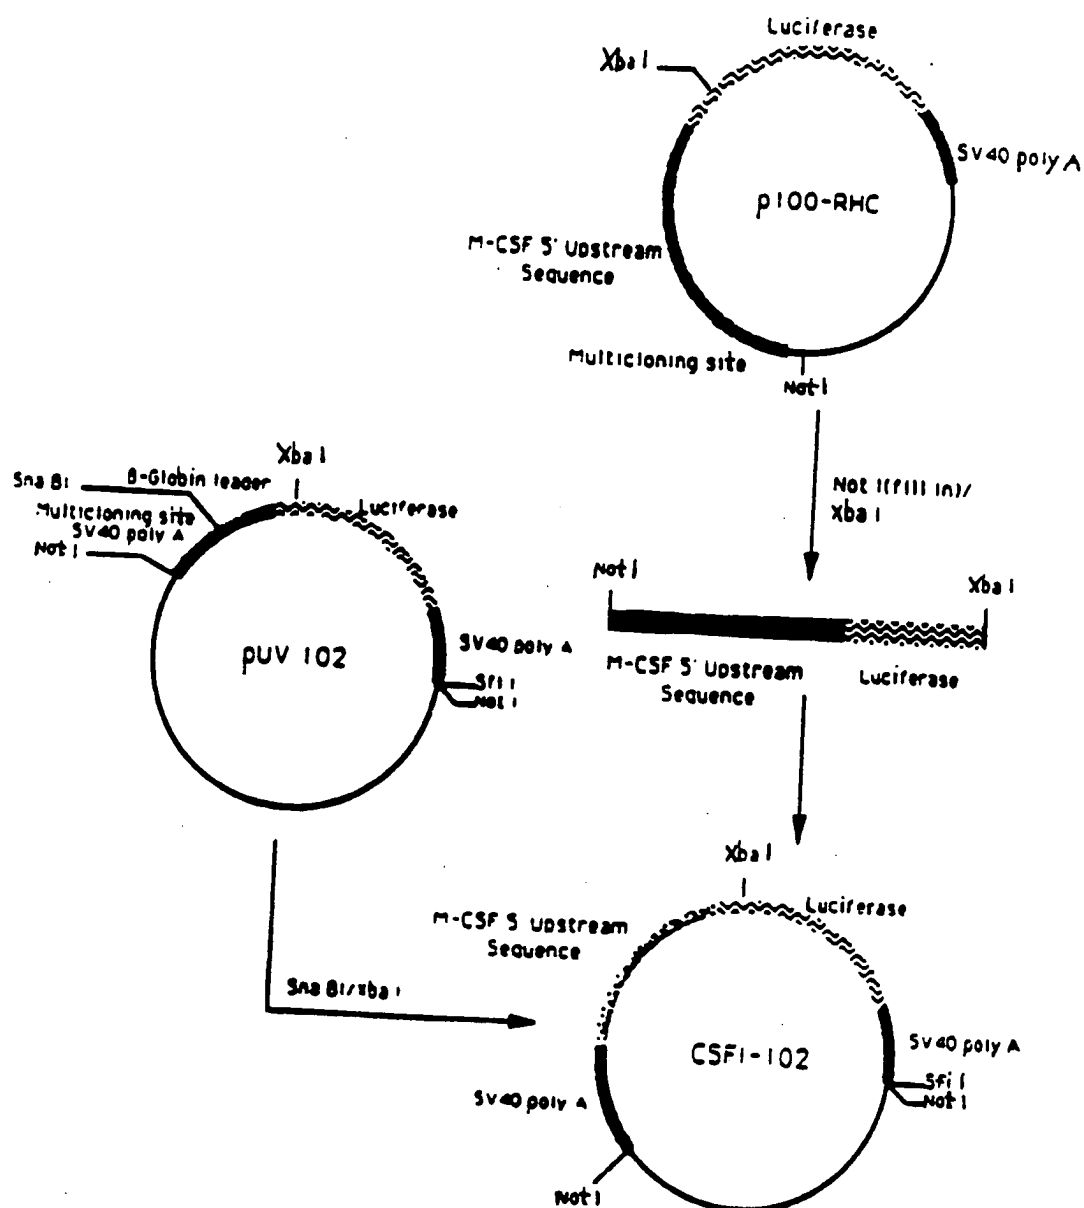 Luciferase
Xba I
SV40 poly A
p100-RHC
M-CSF 5' Upstream
Sequence
Multicloning site
Not I
Not I(fill in)/
Xba I
Xba I
Sna BI
B-Globin leader
Multicloning site
SV40 poly A
Not I
Luciferase
pUV 102
SV40 poly A
Sfi I
Not I
Not I
Xba I
M-CSF 5' Upstream
Sequence
Luciferase
Sna BI/Xba I
Xba I
M-CSF 5 Upstream
Sequence
Luciferase
CSF1-102
SV40 poly A
SV40 poly A
Sfi I
Not I
Not I